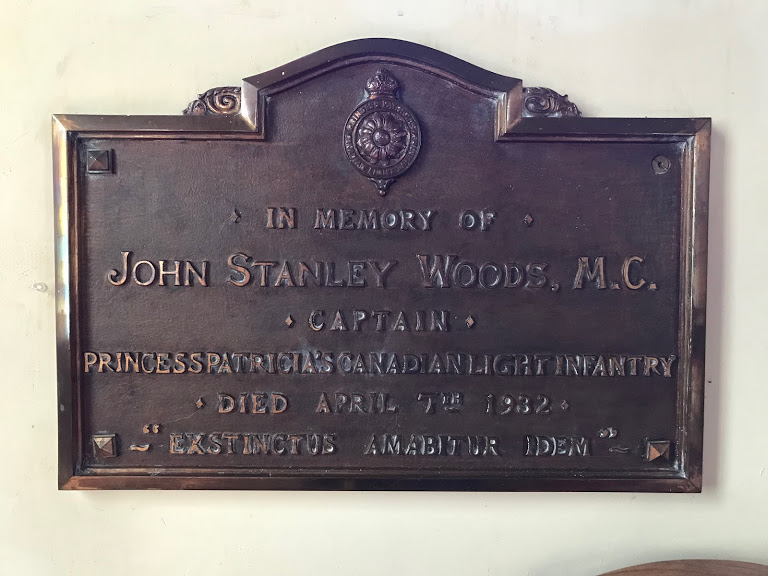 IN MEMORY OF
JOHN STANLEY WOODS, M.C.
CAPTAIN
PRINCESS PATRICIA'S CANADIAN LIGHT INFANTRY
DIED APRIL 7TH 1932
"EXSTINCTUS AMABITUR IDEM"